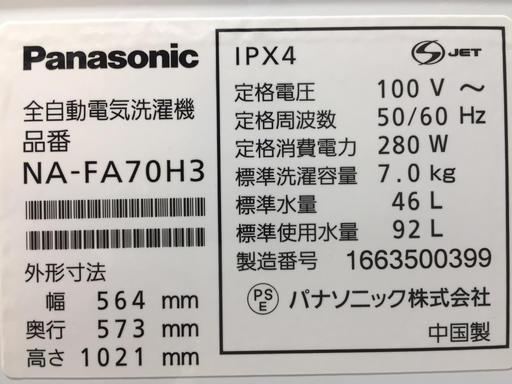 Panasonic
全自動電気洗濯機
品番
NA-FA70H3
外形寸法
幅 564 mm
奥行 573 mm
高さ 1021 mm
IPX4 S JET
定格電圧 100 V ～
定格周波数 50/60 Hz
定格消費電力 280 W
標準洗濯容量 7.0 kg
標準水量 46 L
標準使用水量 92 L
製造番号 1663500399
PS
E パナソニック株式会社
中国製